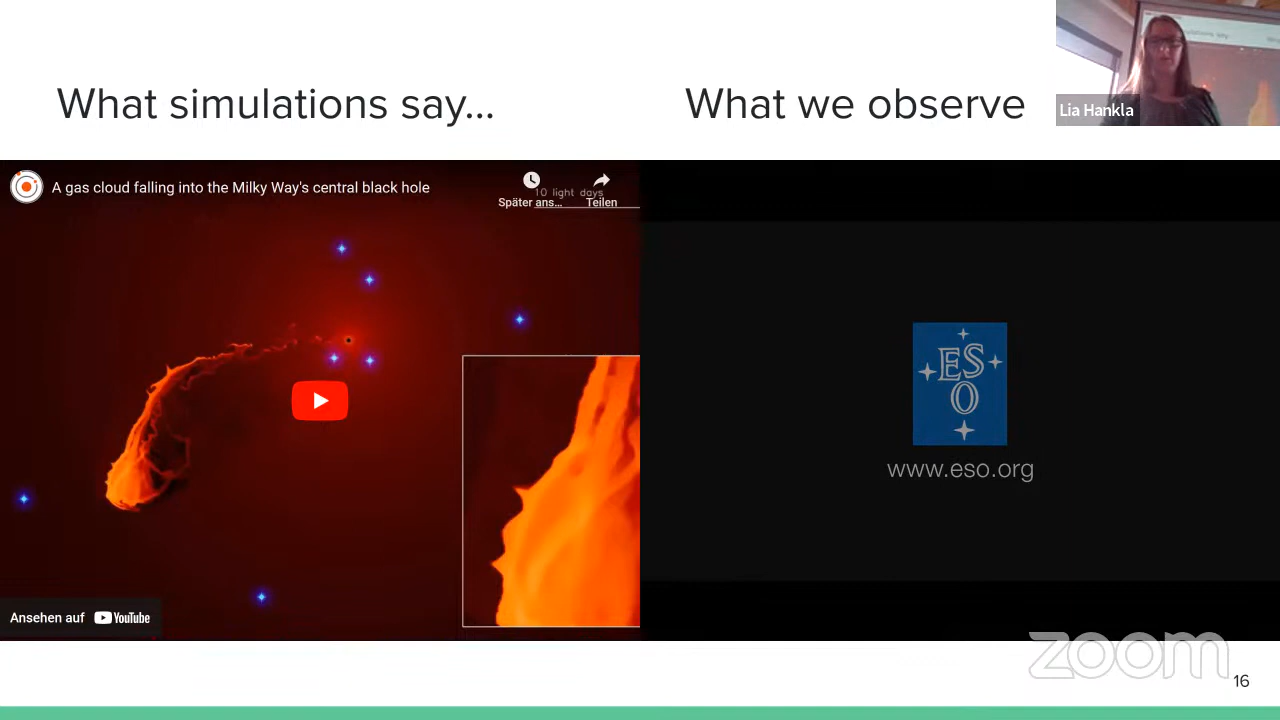 What simulations say...
What we observe
Lia Hankla
A gas cloud falling into the Milky Way's central black hole
10 light days
Später ans...
Teilen
ESO
www.eso.org
Ansehen auf YouTube
zoom
16